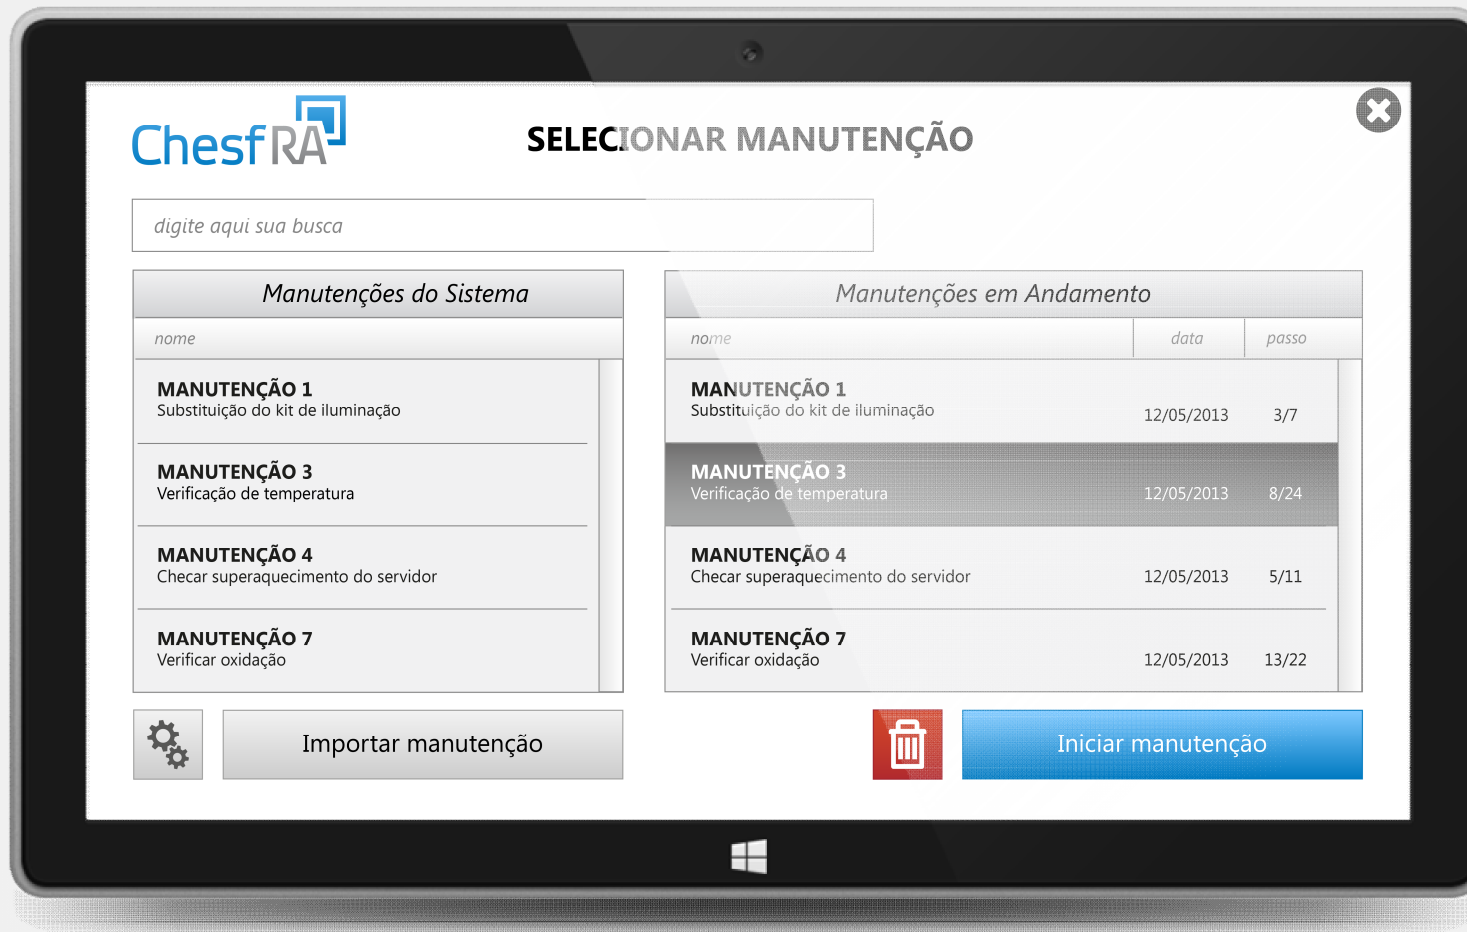 ChesfRA
SELECIONAR MANUTENÇÃO
digite aqui sua busca
Manutenções do Sistema
nome
MANUTENÇÃO 1
Substituição do kit de iluminação
MANUTENÇÃO 3
Verificação de temperatura
MANUTENÇÃO 4
Checar superaquecimento do servidor
MANUTENÇÃO 7
Verificar oxidação
Importar manutenção
Manutenções em Andamento
nome data passo
MANUTENÇÃO 1
Substituição do kit de iluminação 12/05/2013 3/7
MANUTENÇÃO 3
Verificação de temperatura 12/05/2013 8/24
MANUTENÇÃO 4
Checar superaquecimento do servidor 12/05/2013 5/11
MANUTENÇÃO 7
Verificar oxidação 12/05/2013 13/22
Iniciar manutenção